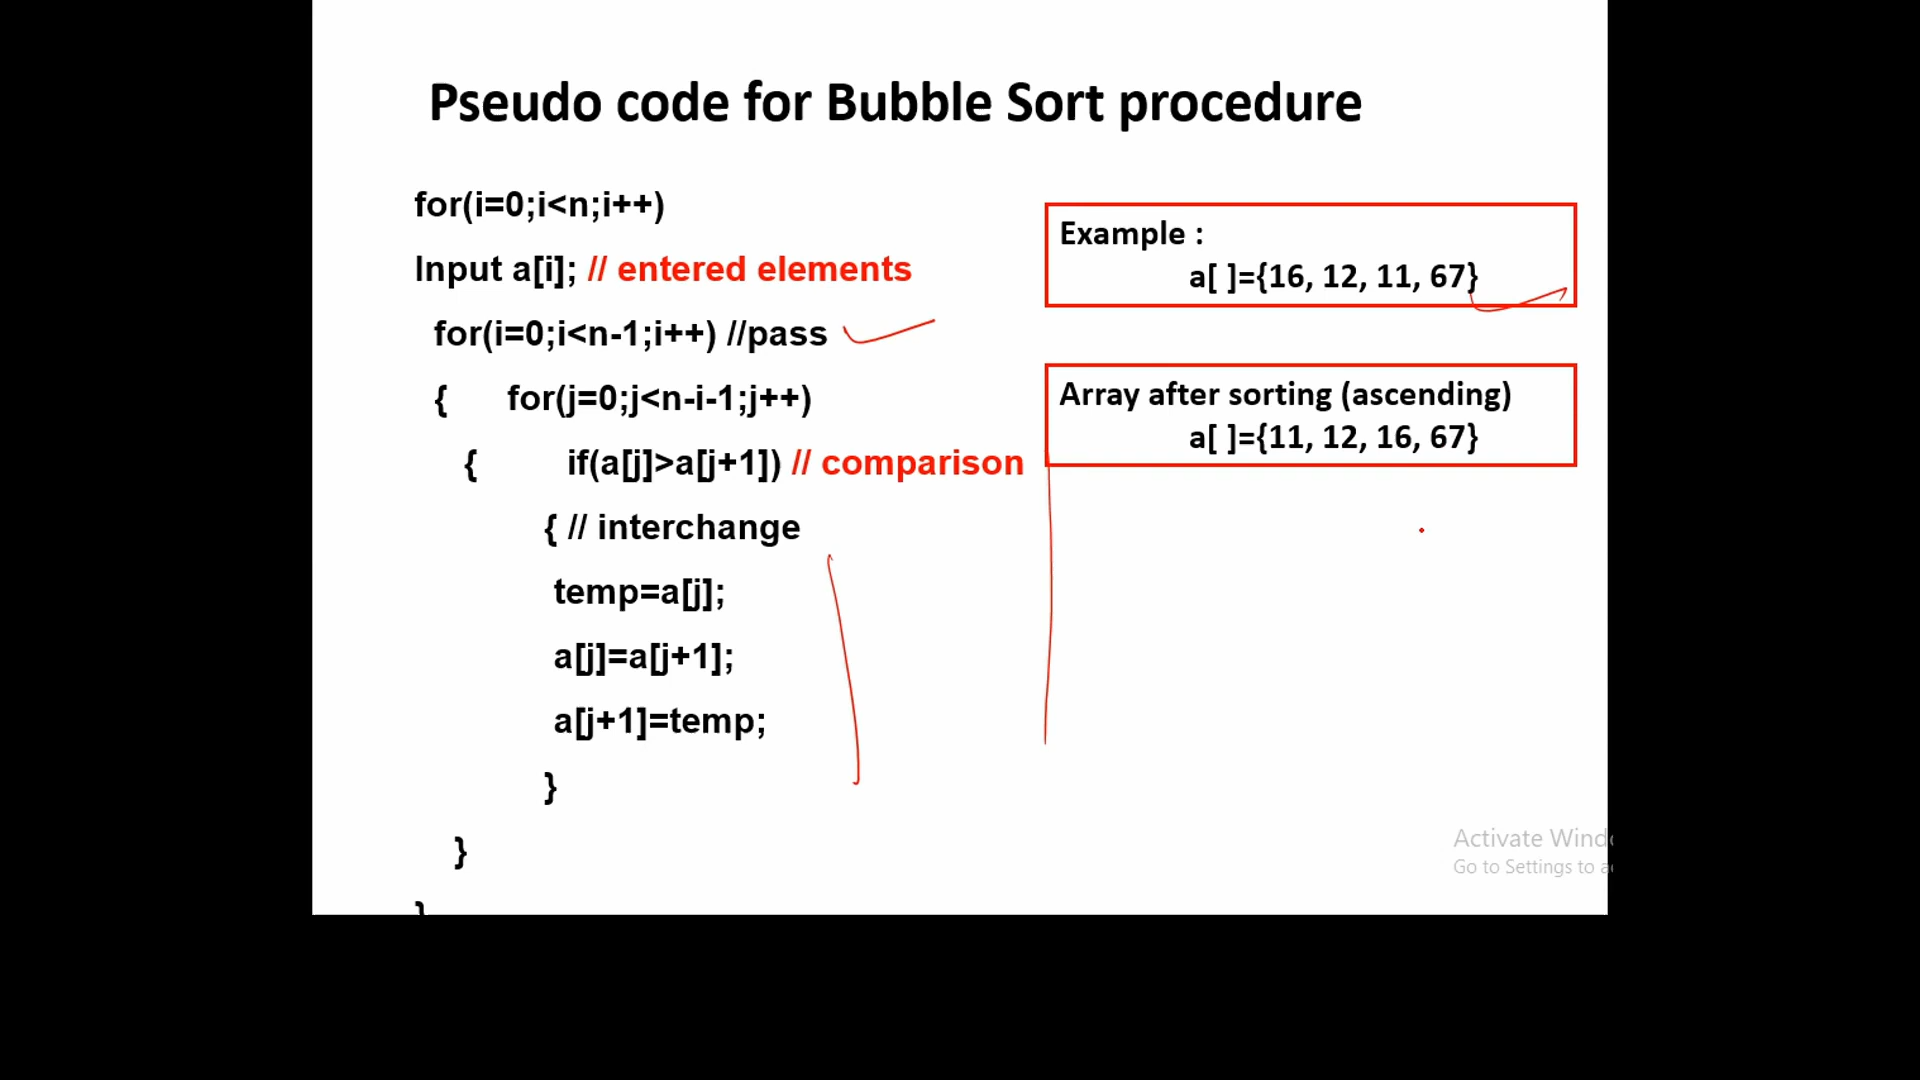 Pseudo code for Bubble Sort procedure
for(i=0;i<n;i++)
Input a[i]; // entered elements
for(i=0;i<n-1;i++) //pass
{ for(j=0;j<n-i-1;j++)
{ if(a[j]>a[j+1]) // comparison
{ // interchange
temp=a[j];
a[j]=a[j+1];
a[j+1]=temp;
}
}
}
Example :
a[ ]={16, 12, 11, 67}
Array after sorting (ascending)
a[ ]={11, 12, 16, 67}
Activate Wind
Go to Settings to a